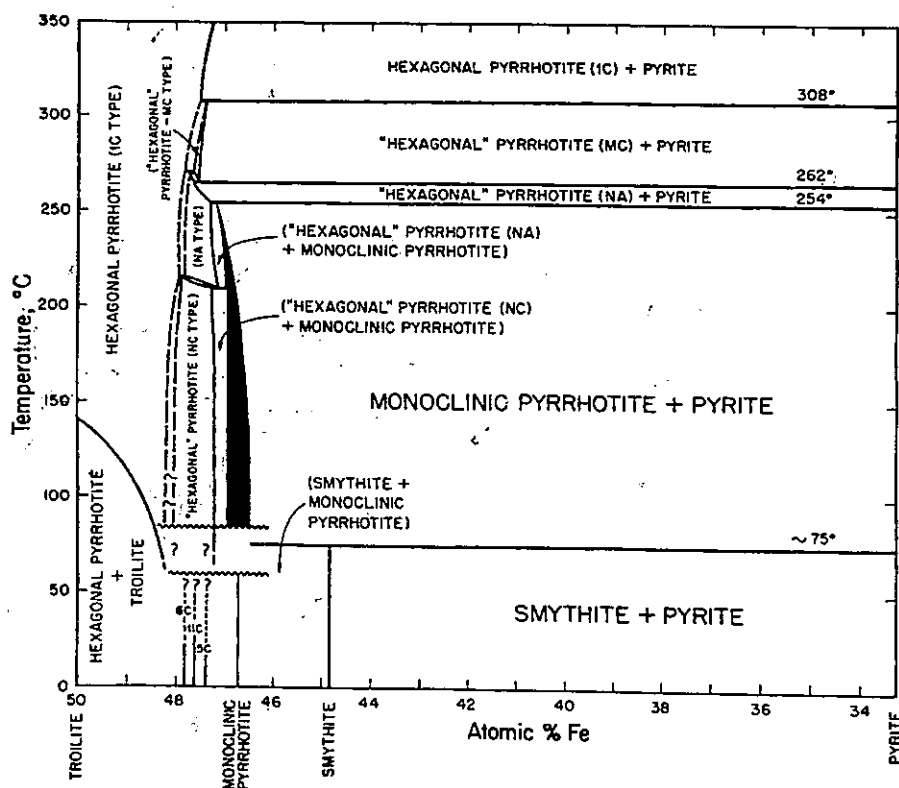 350
300
250
200
150
100
50
0
Temperature, °C
HEXAGONAL PYRRHOTITE (1C TYPE)
("HEXAGONAL"
PYRRHOTITE - MC TYPE)
HEXAGONAL PYRRHOTITE (1C) + PYRITE
308°
"HEXAGONAL" PYRRHOTITE (MC) + PYRITE
262°
"HEXAGONAL" PYRRHOTITE (NA) + PYRITE
254°
(NA TYPE)
("HEXAGONAL" PYRRHOTITE (NA)
+ MONOCLINIC PYRRHOTITE)
("HEXAGONAL" PYRRHOTITE (NC)
+ MONOCLINIC PYRRHOTITE)
"HEXAGONAL" PYRRHOTITE (NC TYPE)
MONOCLINIC PYRRHOTITE + PYRITE
(SMYTHITE +
MONOCLINIC
PYRRHOTITE)
? ?
? ?
~75°
HEXAGONAL PYRRHOTITE
+
TROILITE
? ? ?
6C
11C
5C
SMYTHITE + PYRITE
50 48 46 44 42 40 38 36 34
Atomic % Fe
TROILITE
MONOCLINIC
PYRRHOTITE
SMYTHITE
PYRITE